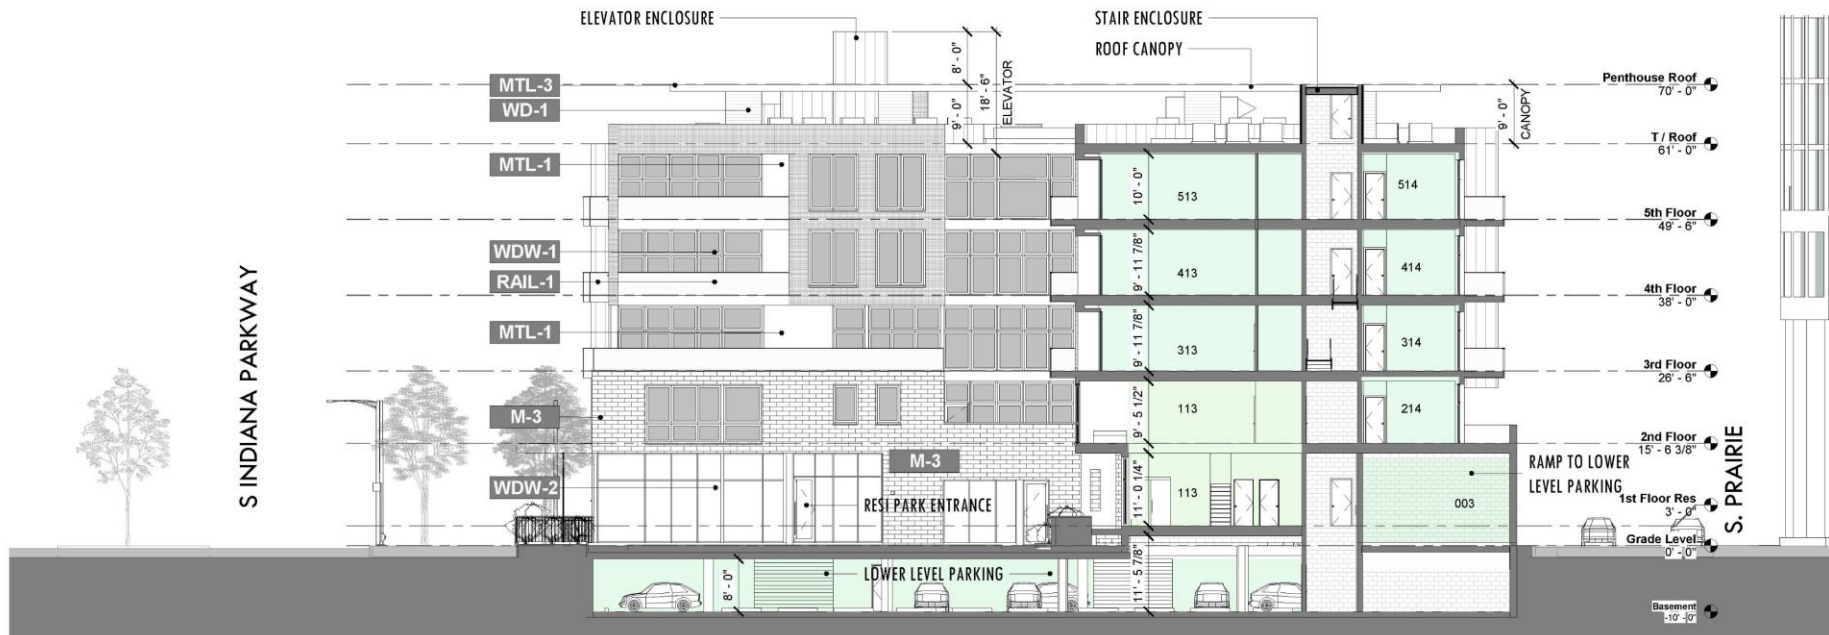 ELEVATOR ENCLOSURE
STAIR ENCLOSURE
ROOF CANOPY
8' - 0"
18' - 6"
ELEVATOR
9' - 0"
9' - 0"
CANOPY
MTL-3
WD-1
MTL-1
WDW-1
RAIL-1
MTL-1
M-3
M-3
WDW-2
S INDIANA PARKWAY
RESI PARK ENTRANCE
LOWER LEVEL PARKING
8' - 0"
10' - 0"
9' - 11 7/8"
9' - 11 7/8"
9' - 5 1/2"
11' - 0 1/4"
11' - 5 7/8"
513
514
413
414
313
314
113
214
113
003
RAMP TO LOWER
LEVEL PARKING
Penthouse Roof
70' - 0"
T / Roof
61' - 0"
5th Floor
49' - 6"
4th Floor
38' - 0"
3rd Floor
26' - 6"
2nd Floor
15' - 6 3/8"
1st Floor Res
3' - 0"
Grade Level
0' - 0"
Basement
-10' - 0"
S. PRAIRIE